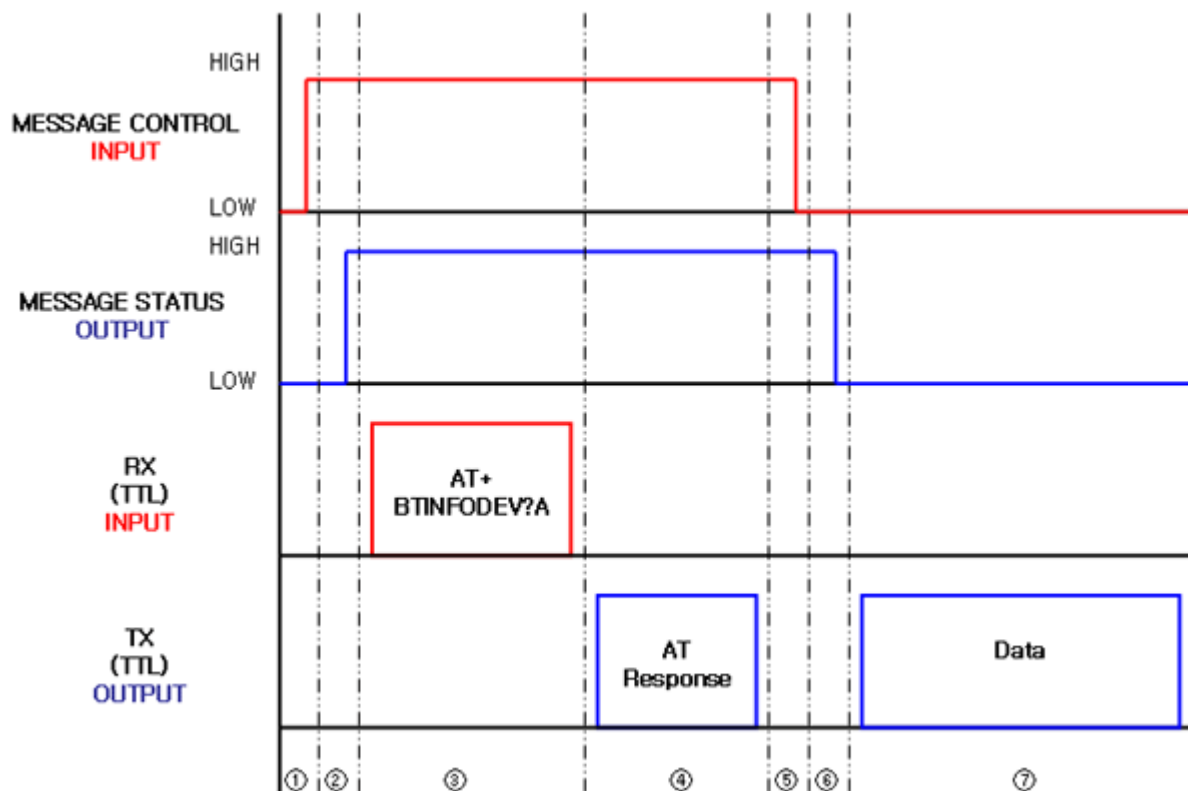 HIGH
MESSAGE CONTROL
INPUT
LOW
HIGH
MESSAGE STATUS
OUTPUT
LOW
RX
(TTL)
INPUT
AT+
BTINFODEV?A
TX
(TTL)
OUTPUT
AT
Response
Data
① ② ③ ④ ⑤ ⑥ ⑦